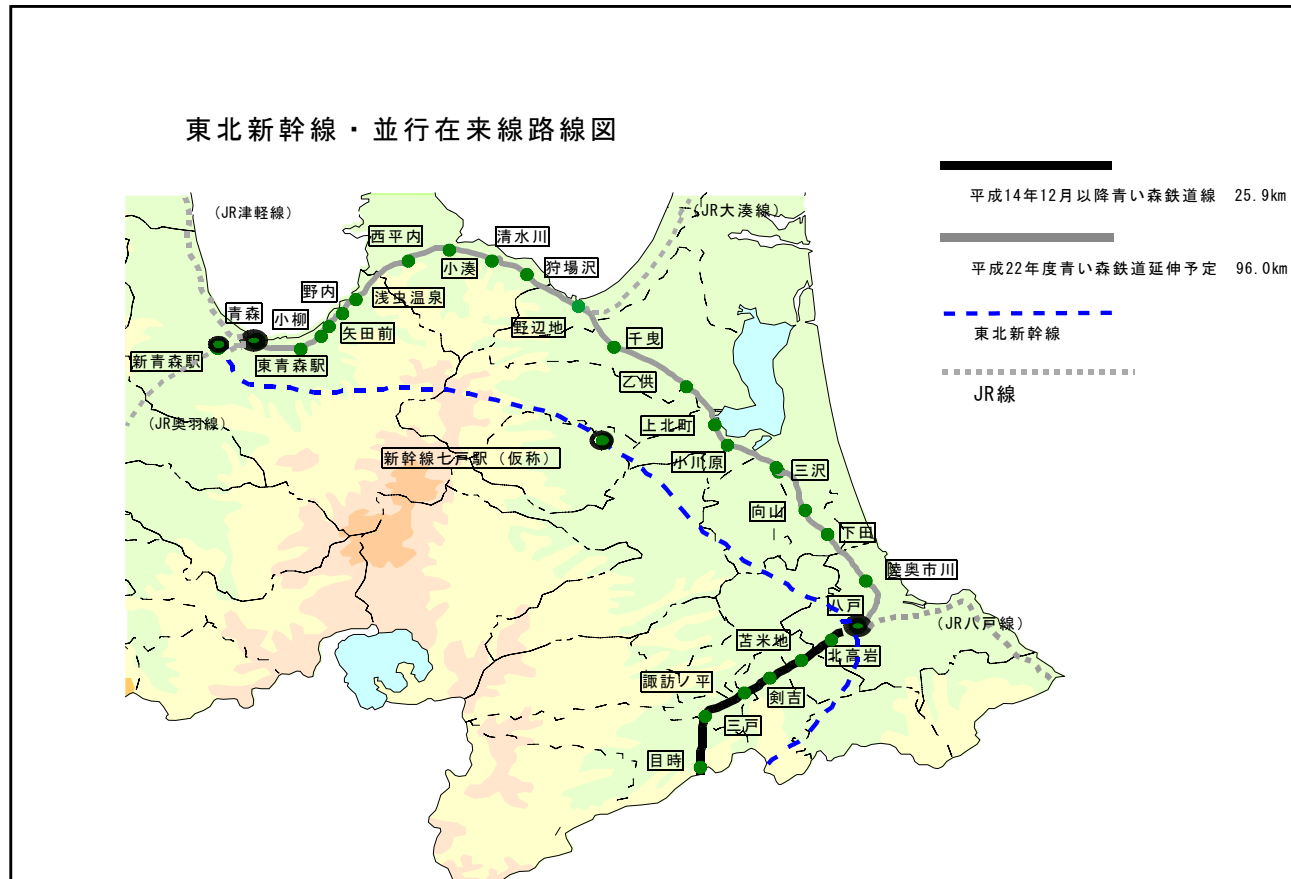 東北新幹線・並行在来線路線図
平成14年12月以降青い森鉄道線 25.9km
平成22年度青い森鉄道延伸予定 96.0km
東北新幹線
JR線
(JR津軽線)
(JR大湊線)
西平内
清水川
小湊
狩場沢
野内
浅虫温泉
青森
小柳
矢田前
野辺地
千曳
新青森駅
東青森駅
乙供
(JR奥羽線)
上北町
新幹線七戸駅(仮称)
小川原
三沢
向山
下田
陸奥市川
八戸
(JR八戸線)
苫米地
北高岩
諏訪ノ平
剣吉
三戸
目時